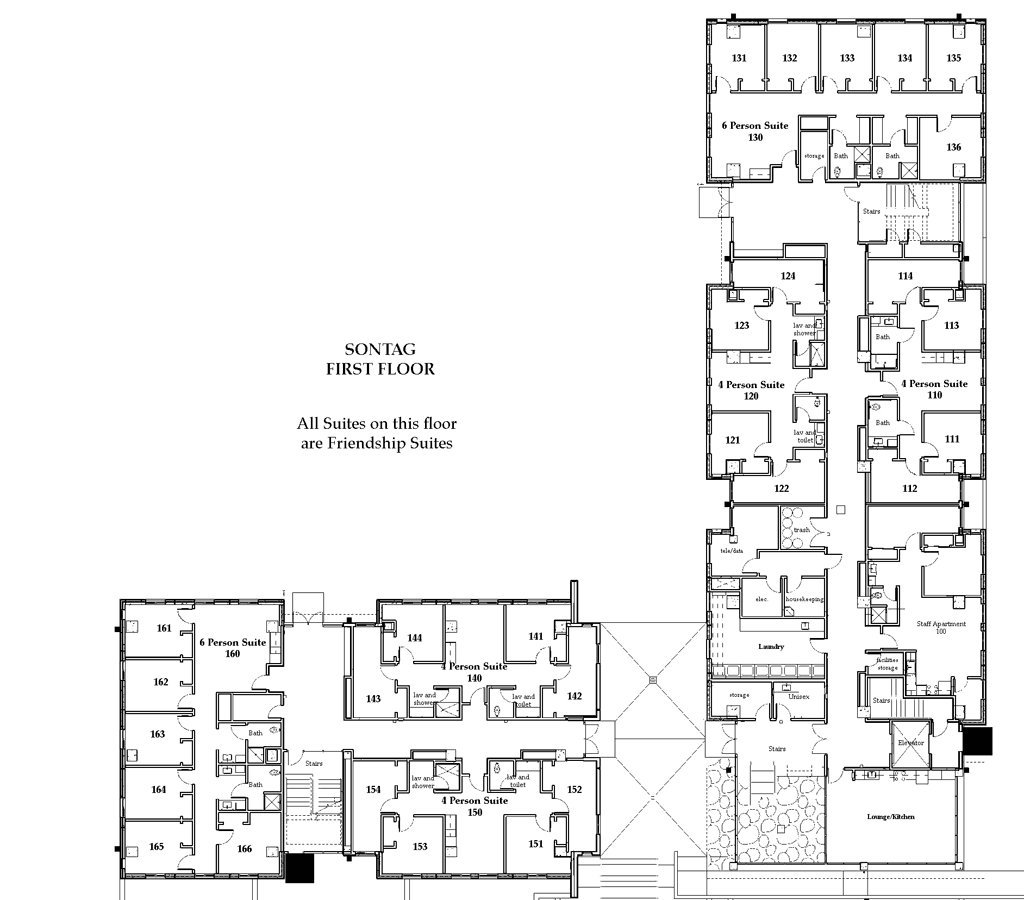 131
132
133
134
135
6 Person Suite
130
storage
Bath
Bath
136
Stairs
124
114
123
lav and
shower
Bath
113
4 Person Suite
120
4 Person Suite
110
121
lav and
toilet
Bath
111
122
112
SONTAG
FIRST FLOOR
All Suites on this floor
are Friendship Suites
trash
tele/data
elec.
housekeeping
Staff Apartment
100
Laundry
facilities
storage
storage
Unisex
Stairs
Stairs
Elevator
Lounge/Kitchen
161
6 Person Suite
160
162
163
Bath
164
Bath
165
166
Stairs
144
141
4 Person Suite
140
143
lav and
shower
lav and
toilet
142
154
lav and
shower
lav and
toilet
152
4 Person Suite
150
153
151